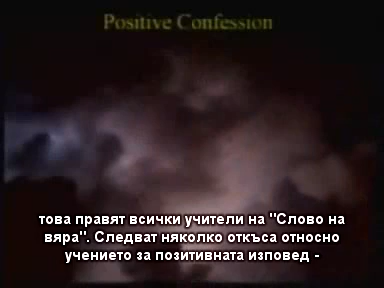 Positive Confession
това правят всички учители на "Слово на
вяра". Следват няколко откъса относно
учението за позитивната изповед -